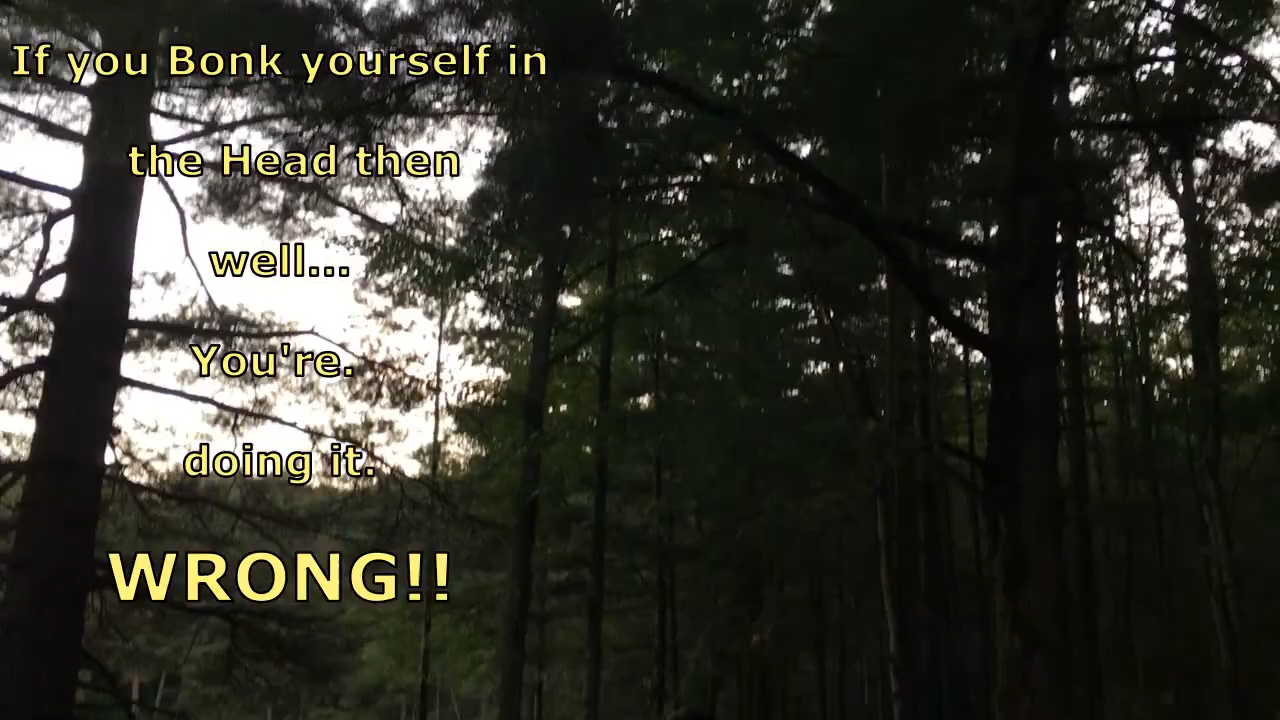 If you Bonk yourself in
the Head then
well...
You're.
doing it.
WRONG!!